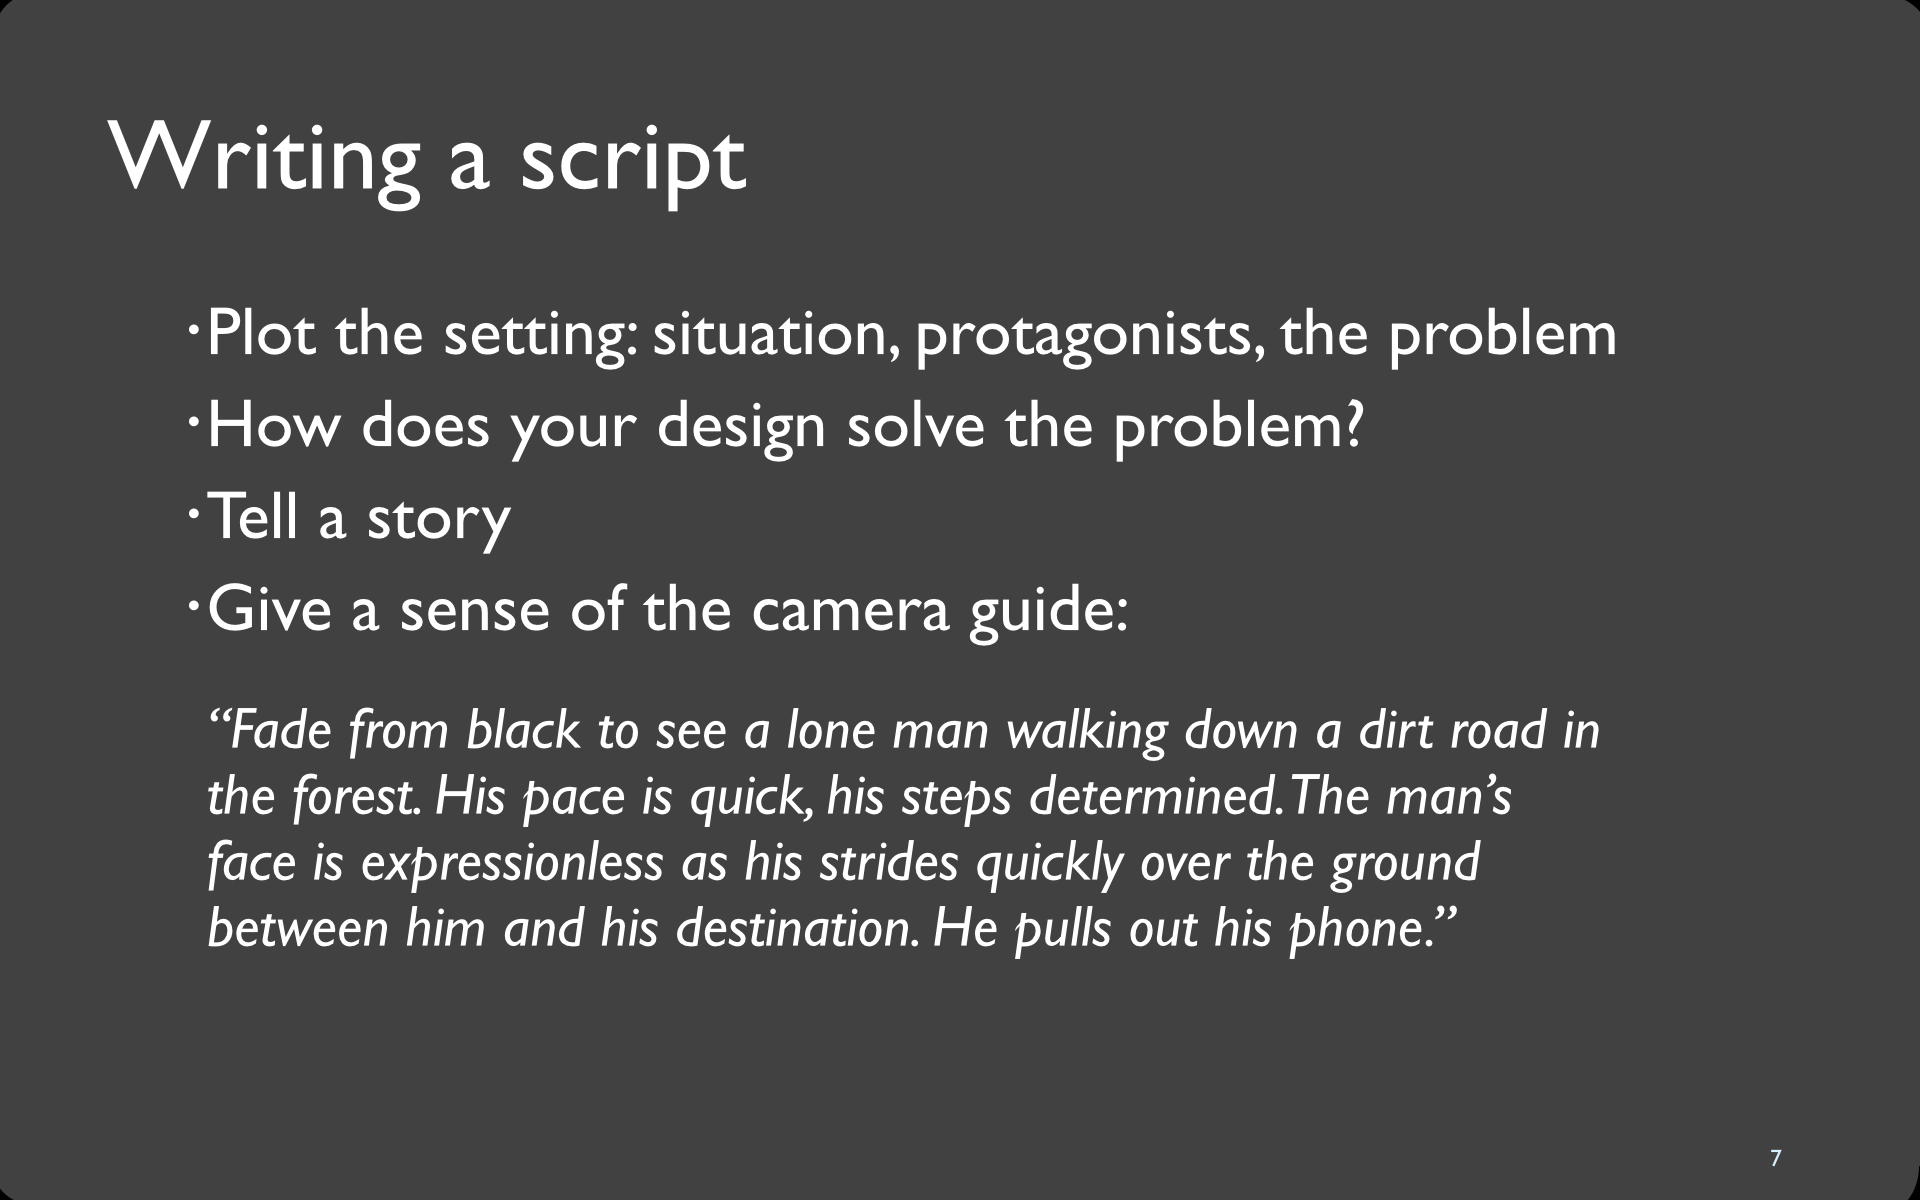 Writing a script
·Plot the setting: situation, protagonists, the problem
·How does your design solve the problem?
·Tell a story
·Give a sense of the camera guide:
“Fade from black to see a lone man walking down a dirt road in
the forest. His pace is quick, his steps determined. The man’s
face is expressionless as his strides quickly over the ground
between him and his destination. He pulls out his phone.”
7